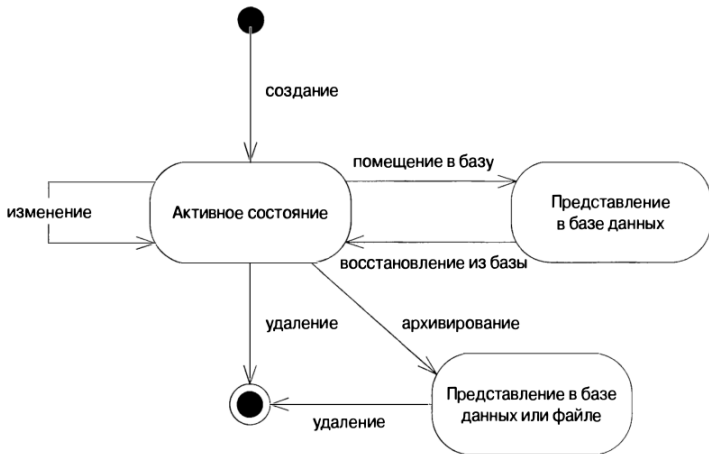 создание
помещение в базу
изменение
Активное состояние
Представление
в базе данных
восстановление из базы
удаление
архивирование
Представление в базе
данных или файле
удаление